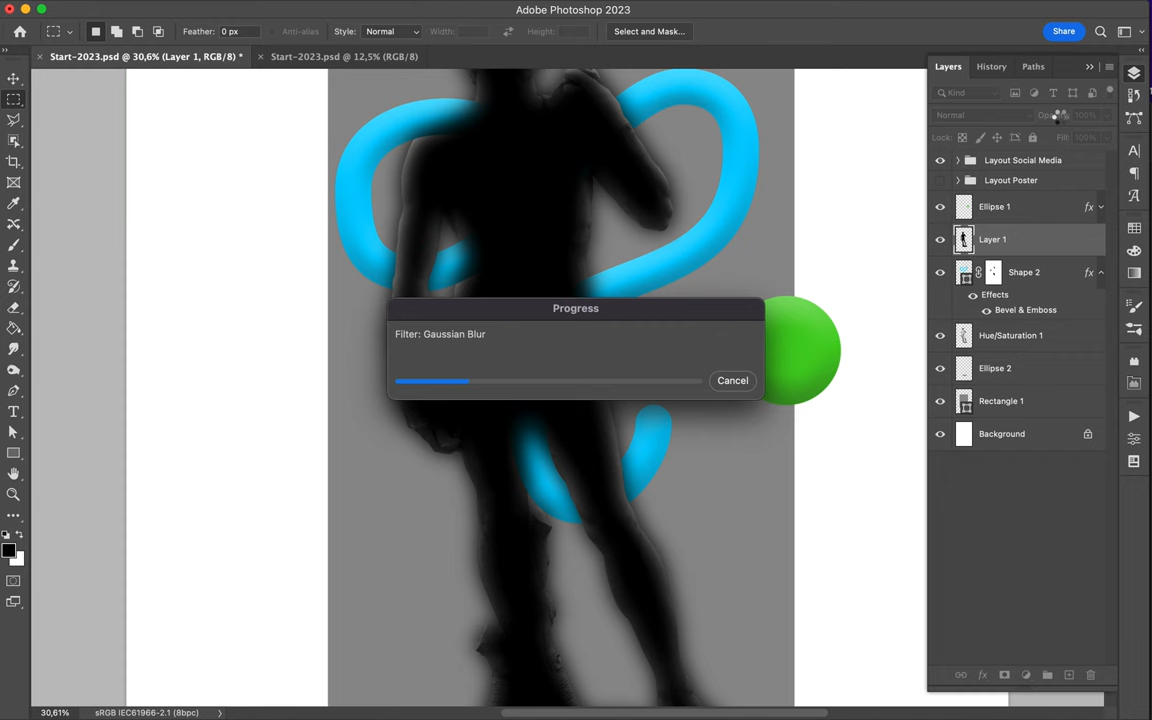 Adobe Photoshop 2023
Feather: 0 px Anti-alias Style: Normal Width: Height: Select and Mask... Share
Start-2023.psd @ 30,6% (Layer 1, RGB/8) * Start-2023.psd @ 12,5% (RGB/8)
Layers History Paths
Kind
Normal 100%
Lock: Fill: 100%
Layout Social Media
Layout Poster
Ellipse 1 fx
Layer 1
Shape 2 fx
Effects
Bevel & Emboss
Hue/Saturation 1
Ellipse 2
Rectangle 1
Background
Progress
Filter: Gaussian Blur
Cancel
30,61% sRGB IEC61966-2.1 (8bpc)